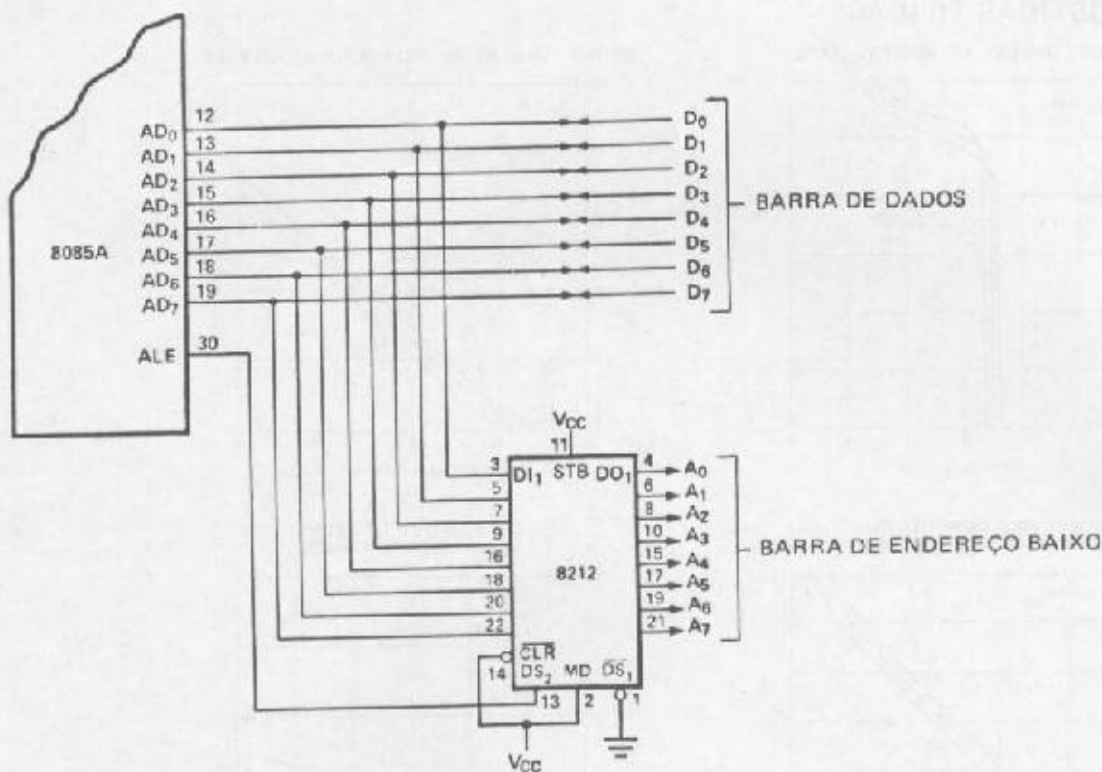 12
AD0
13
AD1
14
AD2
15
AD3
16
AD4
17
AD5
18
AD6
19
AD7
8085A
ALE
30
D0
D1
D2
D3
D4
D5
D6
D7
BARRA DE DADOS
VCC
11
3 DI1 STB DO1 4 A0
5 6 A1
7 8 A2
9 10 A3
16 15 A4
18 17 A5
20 19 A6
22 21 A7
8212
BARRA DE ENDEREÇO BAIXO
CLR
14 DS2 MD DS1
13 2 1
VCC